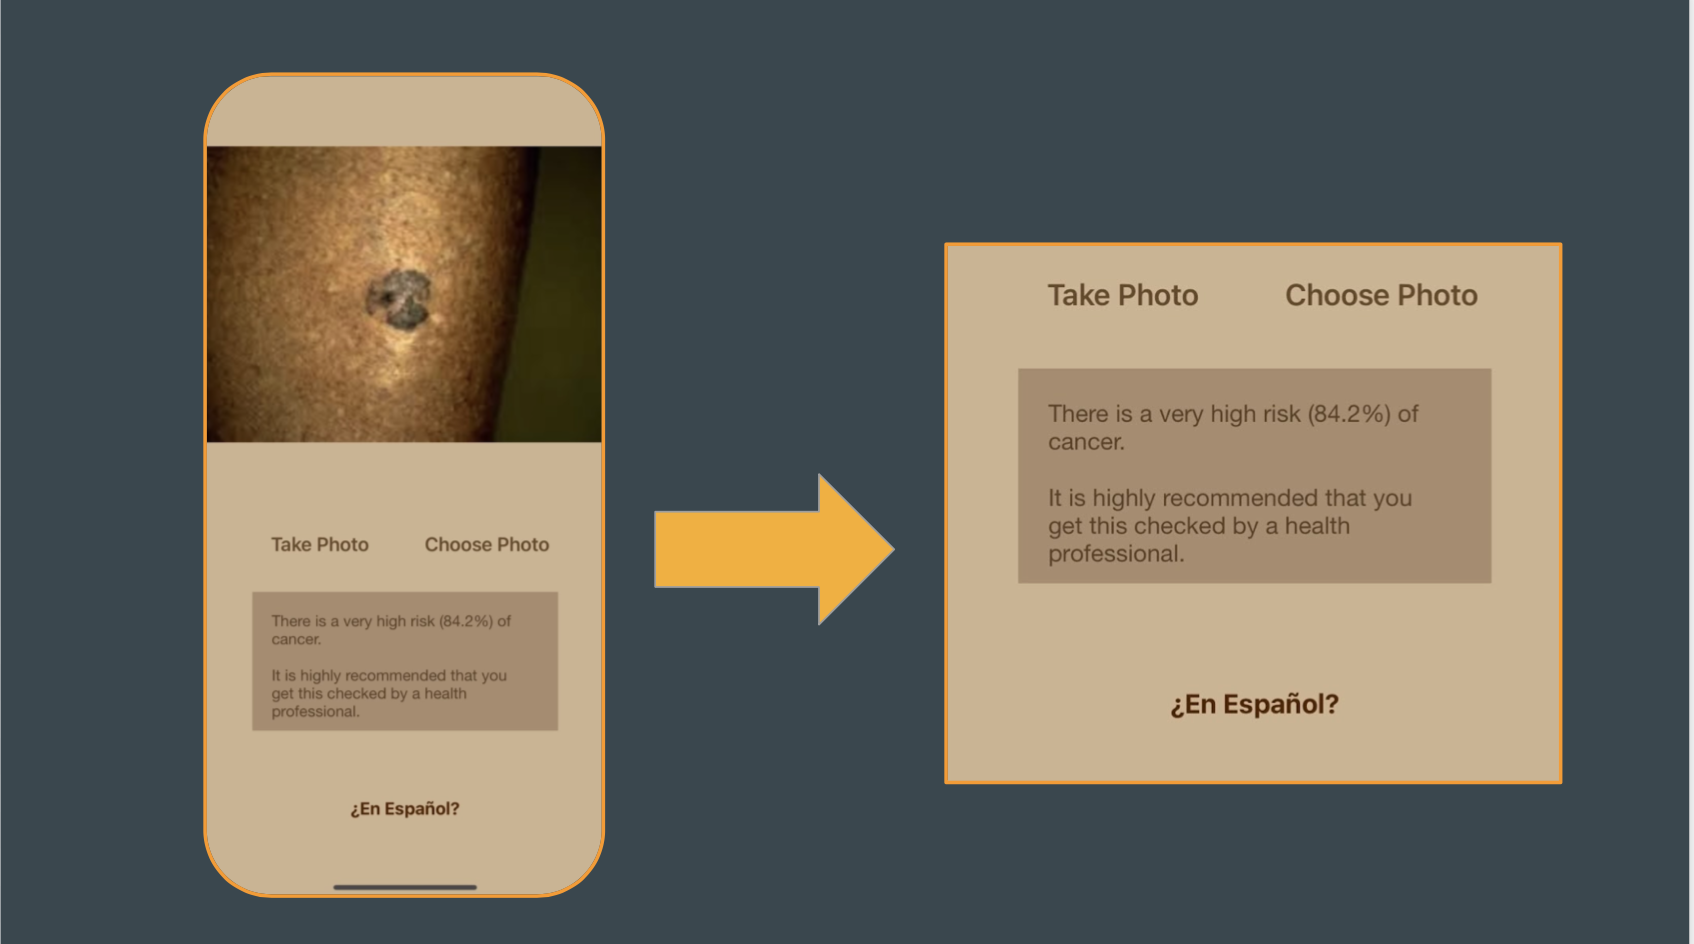 Take Photo Choose Photo
There is a very high risk (84.2%) of
cancer.
It is highly recommended that you
get this checked by a health
professional.
¿En Español?
Take Photo Choose Photo
There is a very high risk (84.2%) of
cancer.
It is highly recommended that you
get this checked by a health
professional.
¿En Español?